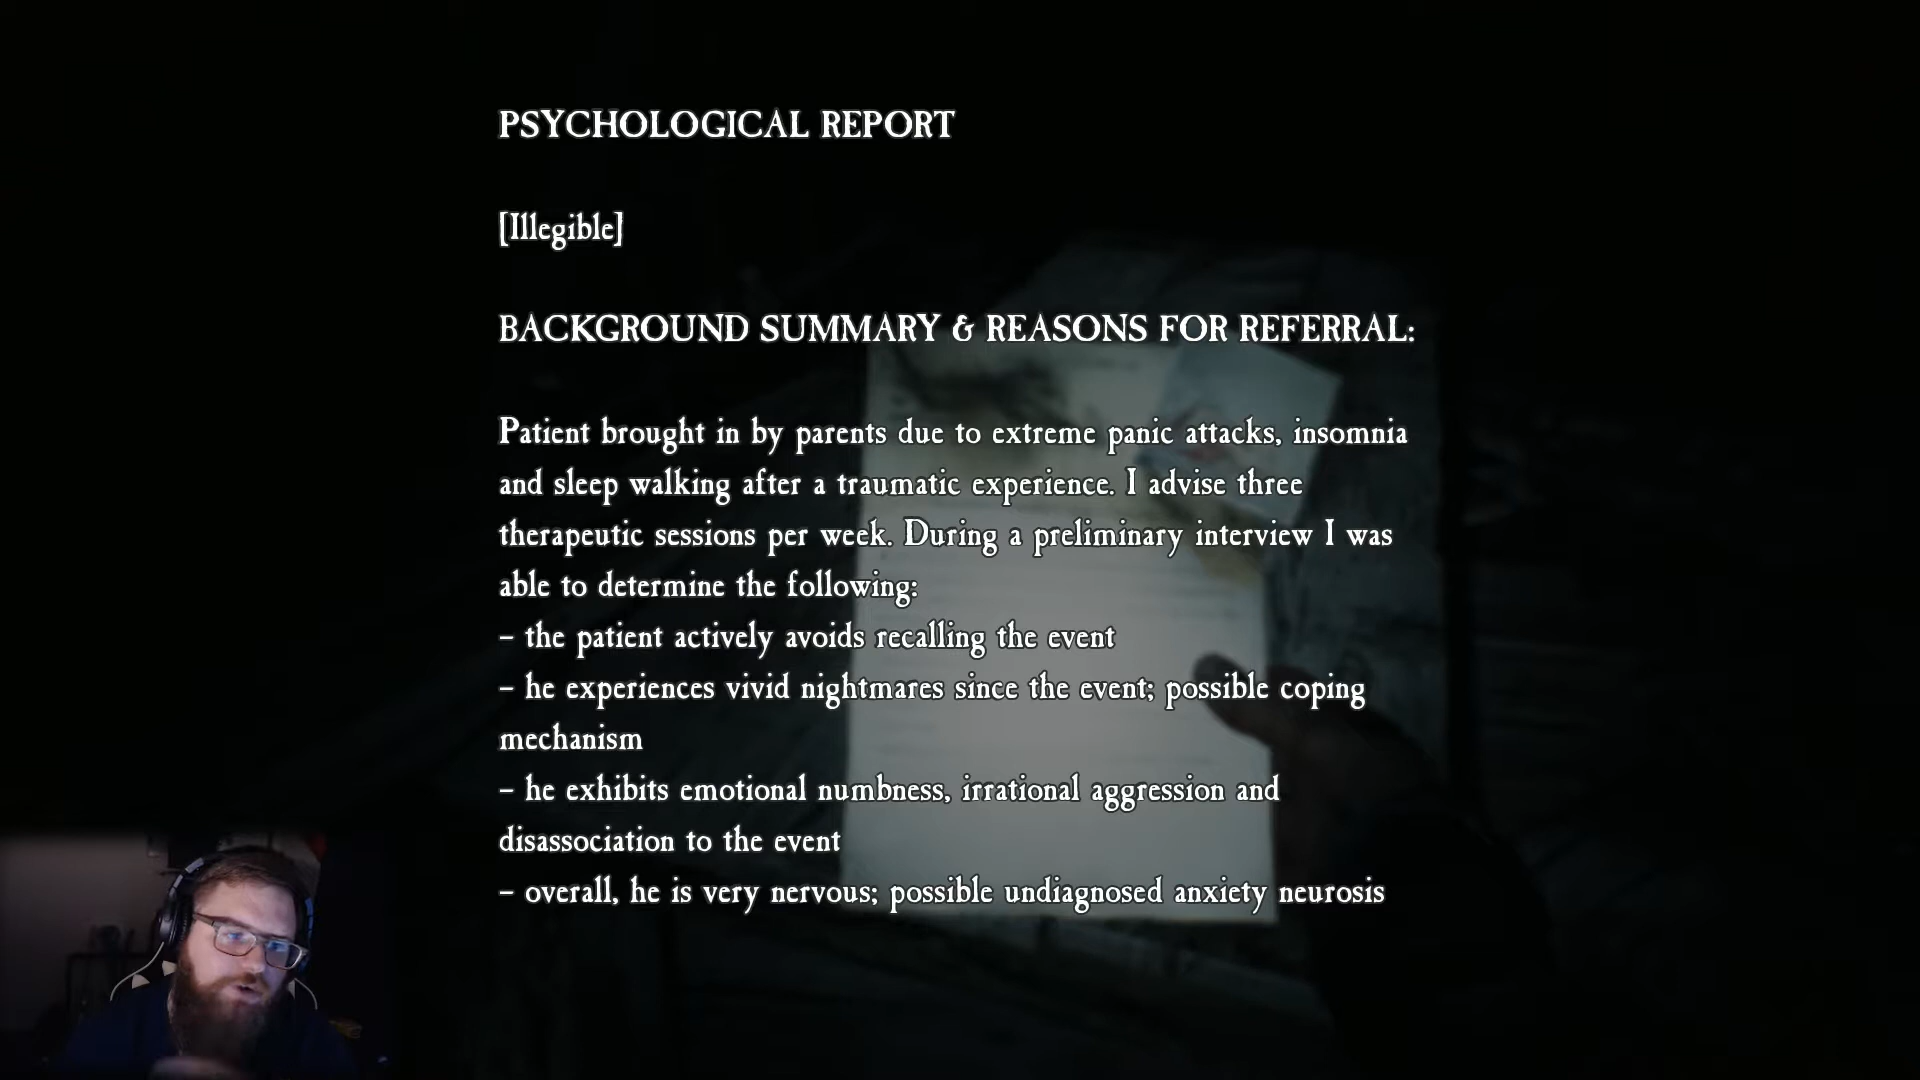 PSYCHOLOGICAL REPORT
[Illegible]
BACKGROUND SUMMARY & REASONS FOR REFERRAL:
Patient brought in by parents due to extreme panic attacks, insomnia
and sleep walking after a traumatic experience. I advise three
therapeutic sessions per week. During a preliminary interview I was
able to determine the following:
– the patient actively avoids recalling the event
– he experiences vivid nightmares since the event; possible coping
mechanism
– he exhibits emotional numbness, irrational aggression and
disassociation to the event
– overall, he is very nervous; possible undiagnosed anxiety neurosis